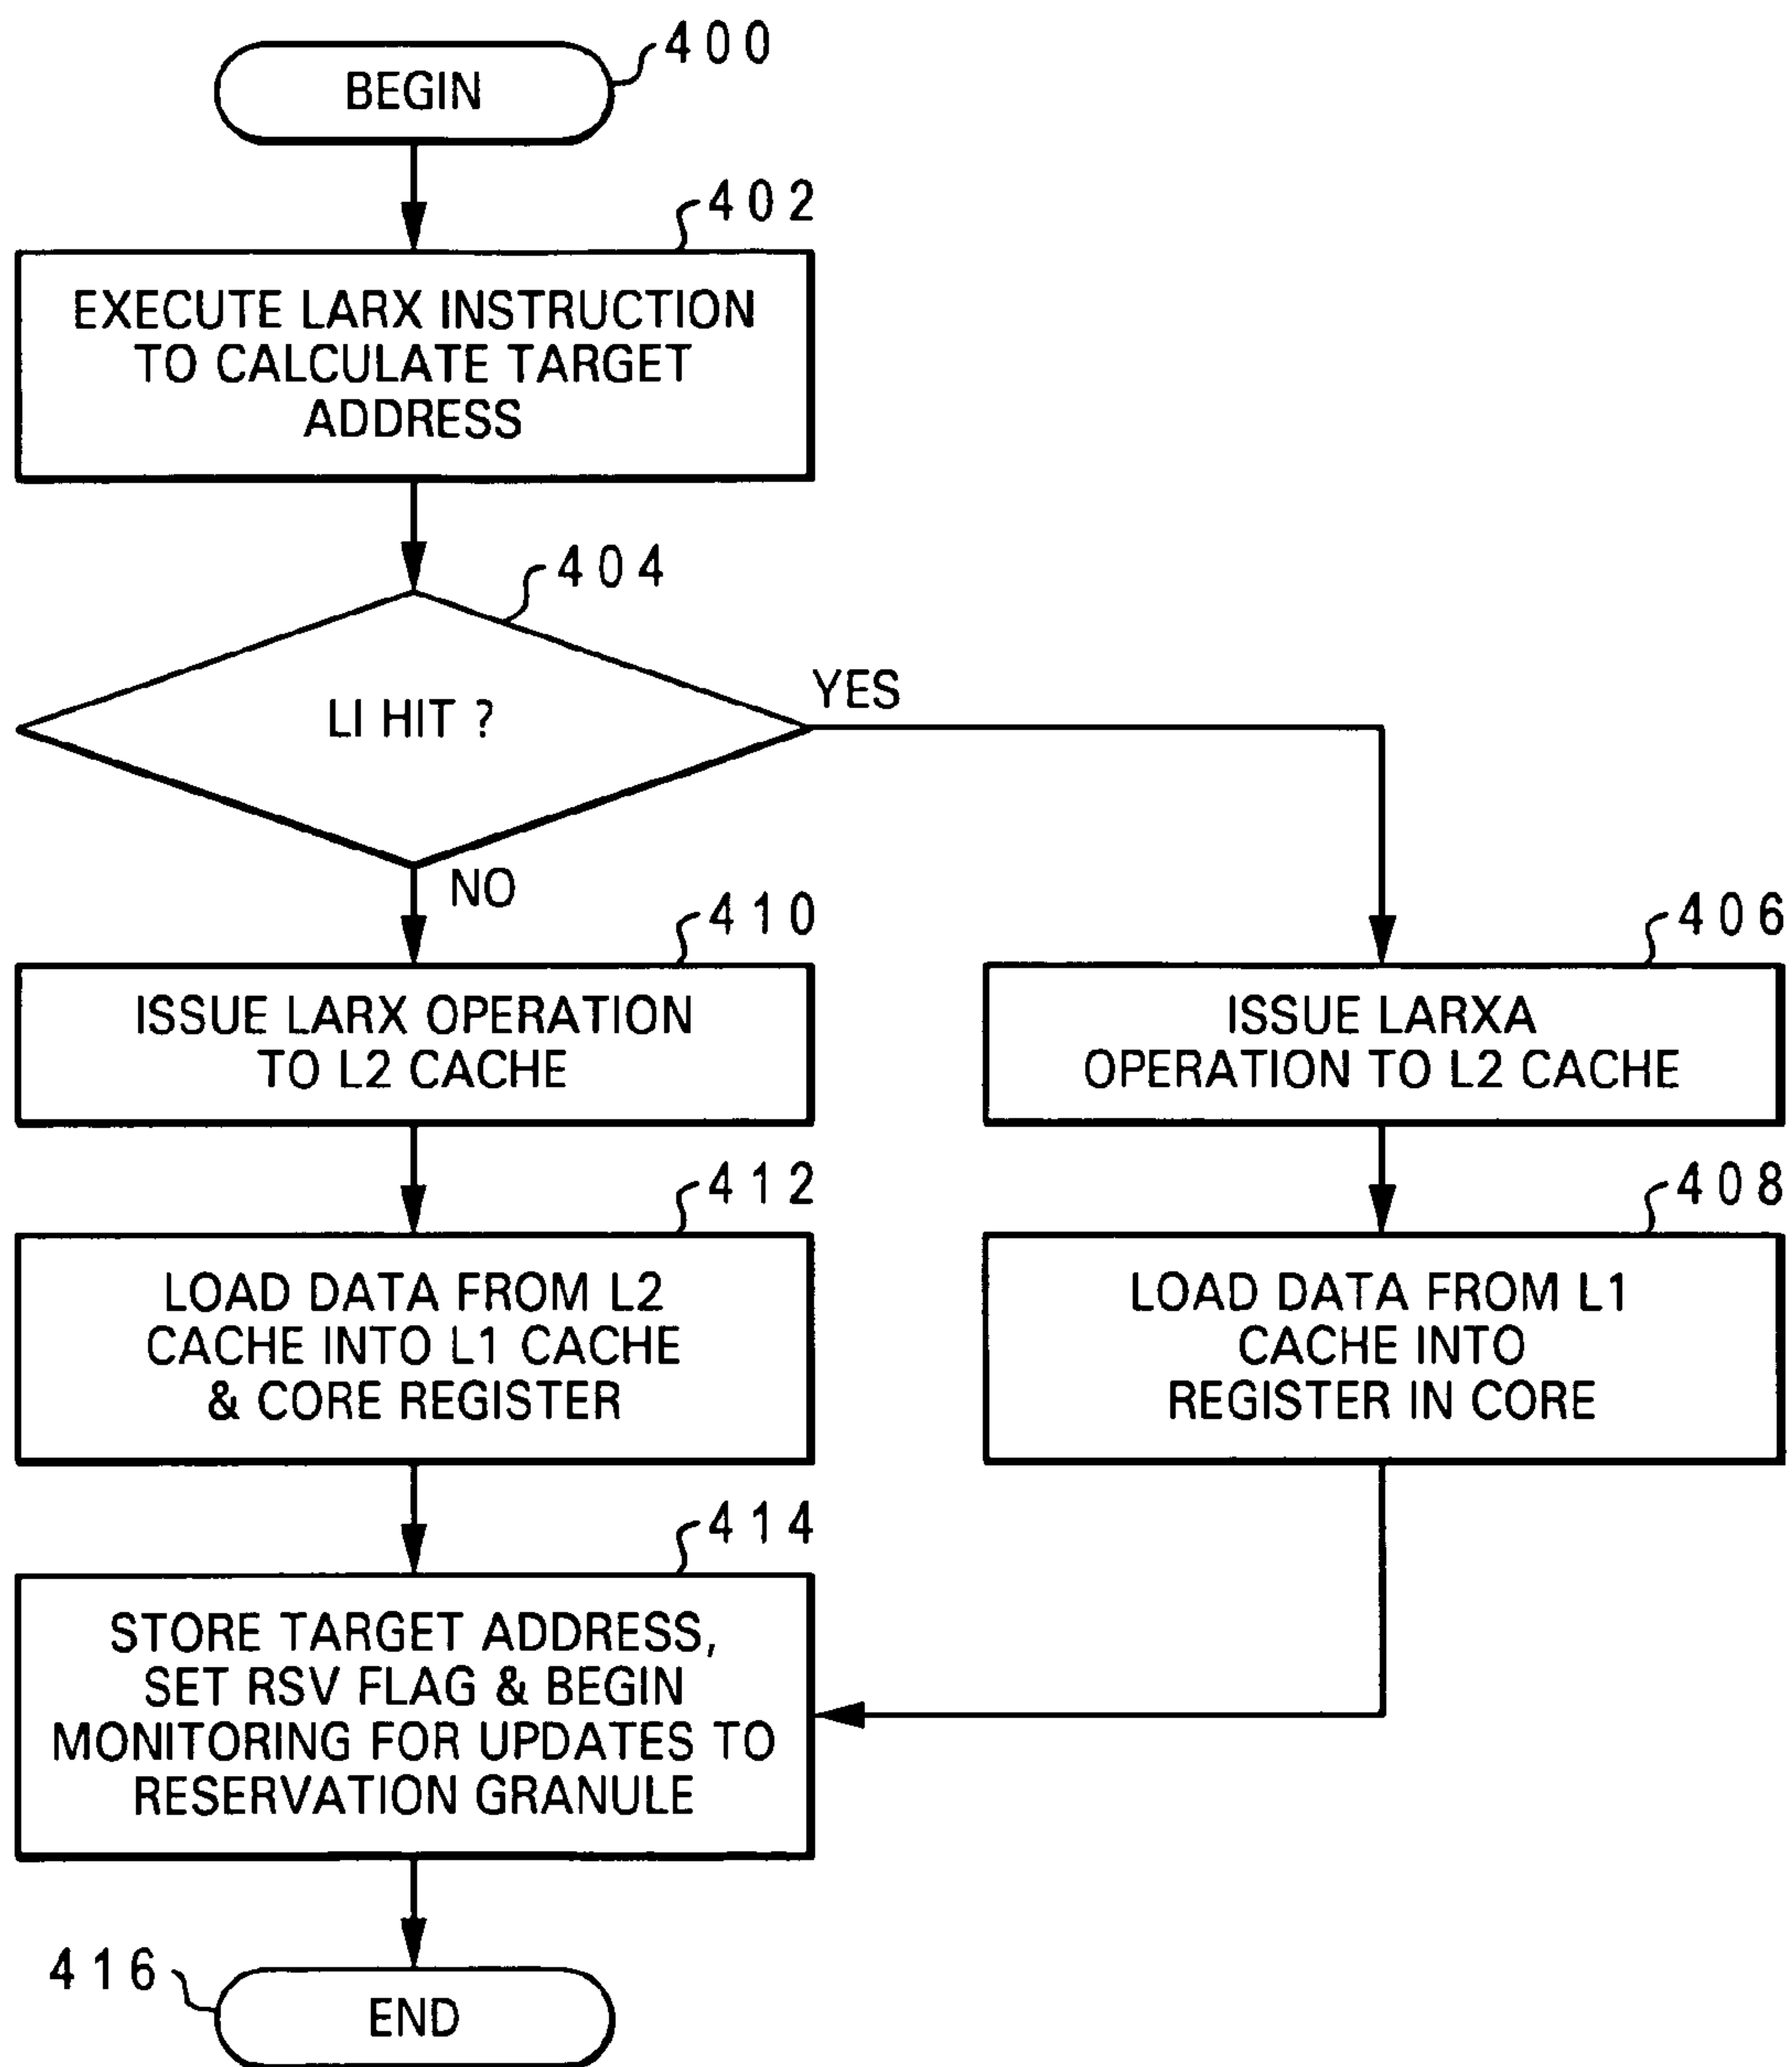 400
BEGIN
402
EXECUTE LARX INSTRUCTION
TO CALCULATE TARGET
ADDRESS
404
LI HIT ?
YES
NO
410
ISSUE LARX OPERATION
TO L2 CACHE
406
ISSUE LARXA
OPERATION TO L2 CACHE
412
LOAD DATA FROM L2
CACHE INTO L1 CACHE
& CORE REGISTER
408
LOAD DATA FROM L1
CACHE INTO
REGISTER IN CORE
414
STORE TARGET ADDRESS,
SET RSV FLAG & BEGIN
MONITORING FOR UPDATES TO
RESERVATION GRANULE
416
END